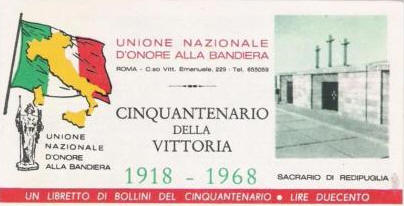 UNIONE NAZIONALE
D'ONORE ALLA BANDIERA
ROMA - C.so Vitt. Emanuele, 229 - Tel. 655059
CINQUANTENARIO
DELLA
VITTORIA
1918 - 1968
UNIONE
NAZIONALE
D'ONORE
ALLA BANDIERA
SACRARIO DI REDIPUGLIA
UN LIBRETTO DI BOLLINI DEL CINQUANTENARIO • LIRE DUECENTO